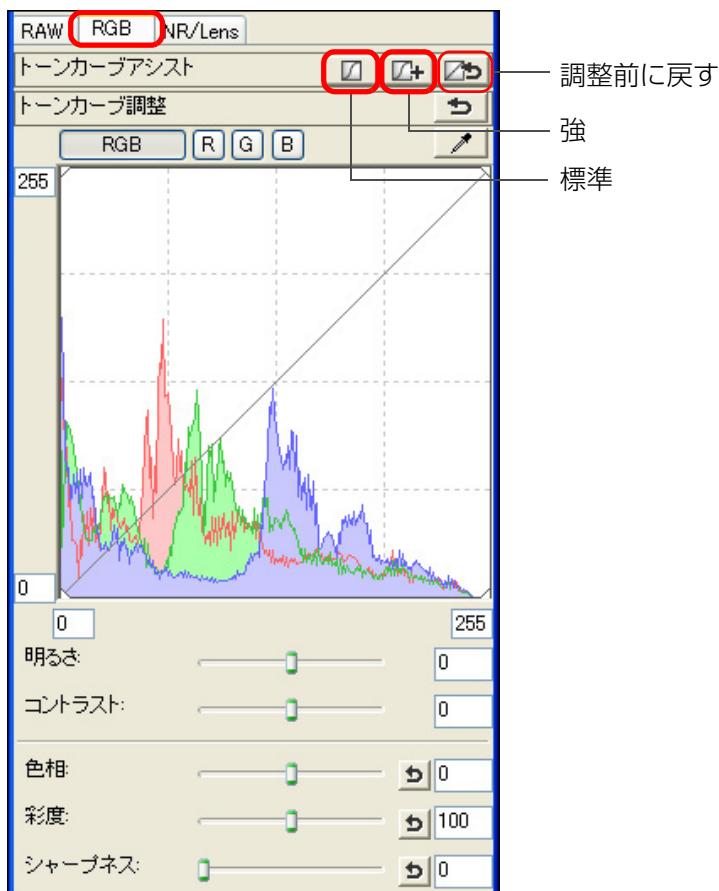 RAW RGB NR/Lens
トーンカーブアシスト
調整前に戻す
強
標準
トーンカーブ調整
RGB R G B
255
0
0 255
明るさ: 0
コントラスト: 0
色相: 0
彩度: 100
シャープネス: 0